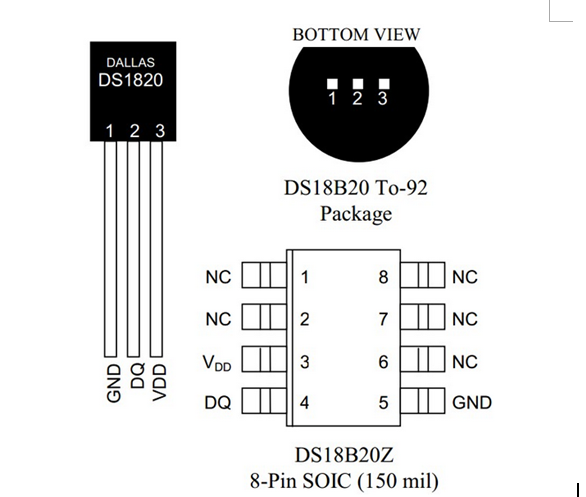 DALLAS
DS1820
1 2 3
GND
DQ
VDD
BOTTOM VIEW
1 2 3
DS18B20 To-92
Package
NC 1 8 NC
NC 2 7 NC
VDD 3 6 NC
DQ 4 5 GND
DS18B20Z
8-Pin SOIC (150 mil)